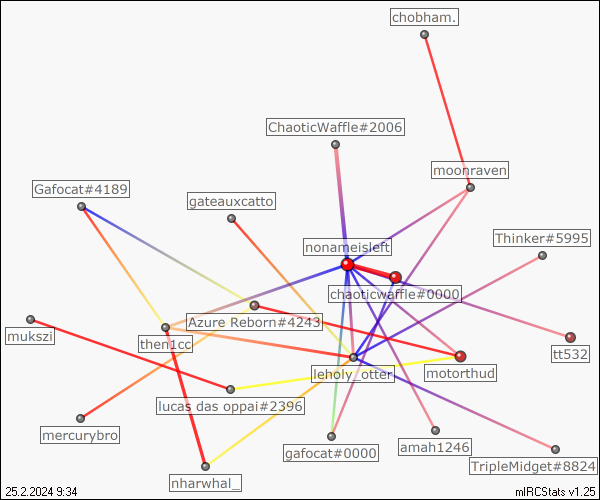 chobham.
ChaoticWaffle#2006
moonraven
Gafocat#4189
gateauxcatto
nonameisleft
Thinker#5995
chaoticwaffle#0000
Azure Reborn#4243
mukszi
then1cc
tt532
leholy_otter
motorthud
lucas das oppai#2396
mercurybro
gafocat#0000
amah1246
TripleMidget#8824
nharwhal_
25.2.2024 9:34
mIRCStats v1.25